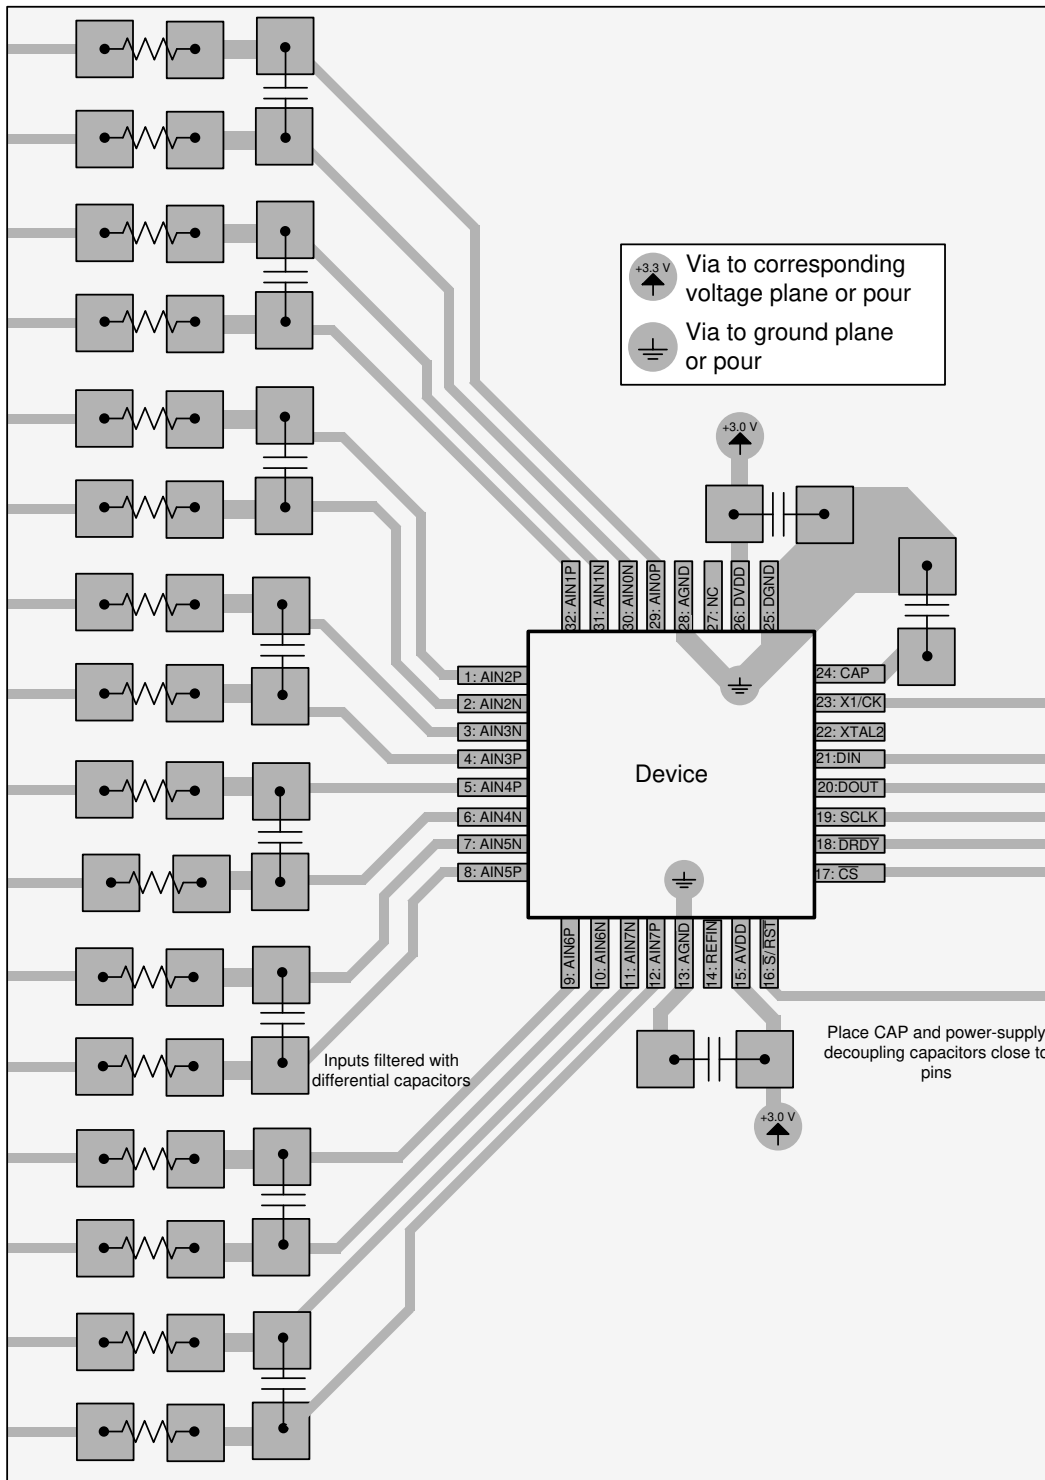 +3.3 V
Via to corresponding
voltage plane or pour
Via to ground plane
or pour
+3.0 V
32: AIN1P
31: AIN1N
30: AIN0N
29: AIN0P
28: AGND
27: NC
26: DVDD
25: DGND
1: AIN2P
2: AIN2N
3: AIN3N
4: AIN3P
5: AIN4P
6: AIN4N
7: AIN5N
8: AIN5P
Device
24: CAP
23: X1/CK
22: XTAL2
21:DIN
20:DOUT
19: SCLK
18: DRDY
17: CS
9: AIN6P
10: AIN6N
11: AIN7N
12: AIN7P
13: AGND
14: REFIN
15: AVDD
16: S/RST
Inputs filtered with
differential capacitors
Place CAP and power-supply
decoupling capacitors close to
pins
+3.0 V